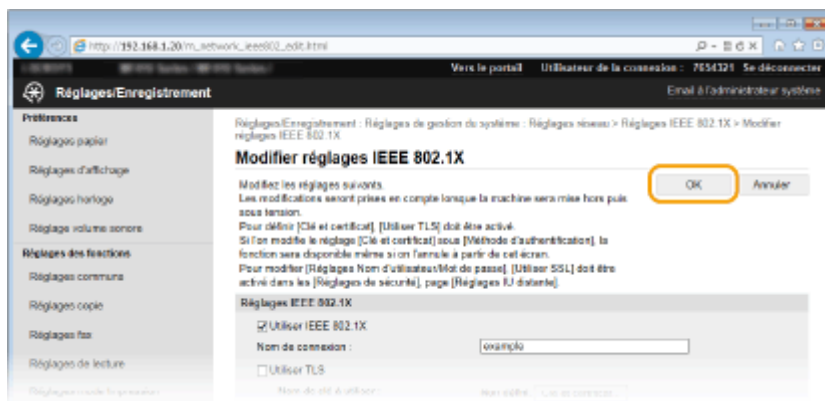 http://192.168.1.20/m_network_ieee802_edit.html
Vers le portail Utilisateur de la connexion : 7654321 Se déconnecter
Réglages/Enregistrement
Email à l'administrateur système
Préférences
Réglages papier
Réglages d'affichage
Réglages horloge
Réglage volume sonore
Réglages des fonctions
Réglages communs
Réglages copie
Réglages fax
Réglages de lecture
Réglages/Enregistrement : Réglages de gestion du système : Réglages réseau > Réglages IEEE 802.1X > Modifier
réglages IEEE 802.1X
Modifier réglages IEEE 802.1X
OK
Annuler
Modifiez les réglages suivants.
Les modifications seront prises en compte lorsque la machine sera mise hors puis
sous tension.
Pour définir [Clé et certificat], [Utiliser TLS] doit être activé.
Si l'on modifie le réglage [Clé et certificat] sous [Méthode d'authentification], la
fonction sera disponible même si on l'annule à partir de cet écran.
Pour modifier [Réglages Nom d'utilisateur/Mot de passe], [Utiliser SSL] doit être
activé dans les [Réglages de sécurité], page [Réglages IU distante].
Réglages IEEE 802.1X
Utiliser IEEE 802.1X
Nom de connexion : example
Utiliser TLS
Nom de clé à utiliser :